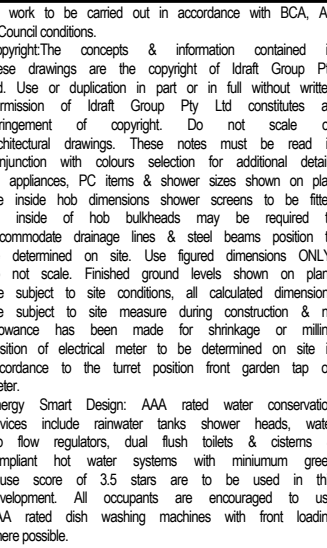 work to be carried out in accordance with BCA, A
Council conditions.
pyright:The concepts & information contained i
ese drawings are the copyright of Idraft Group P
d. Use or duplication in part or in full without writte
rmission of Idraft Group Pty Ltd constitutes a
ringement of copyright. Do not scale o
chitectural drawings. These notes must be read i
njunction with colours selection for additional detai
appliances, PC items & shower sizes shown on pla
e inside hob dimensions shower screens to be fitte
inside of hob bulkheads may be required t
commodate drainage lines & steel beams position t
determined on site. Use figured dimensions ONLY
not scale. Finished ground levels shown on plan
e subject to site conditions, all calculated dimension
e subject to site measure during construction & n
owance has been made for shrinkage or millin
sition of electrical meter to be determined on site i
cordance to the turret position front garden tap o
eter.
nergy Smart Design: AAA rated water conservatio
vices include rainwater tanks shower heads, wate
p flow regulators, dual flush toilets & cisterns
mpliant hot water systems with miniumum gree
use score of 3.5 stars are to be used in th
velopment. All occupants are encouraged to us
AA rated dish washing machines with front loadin
here possible.